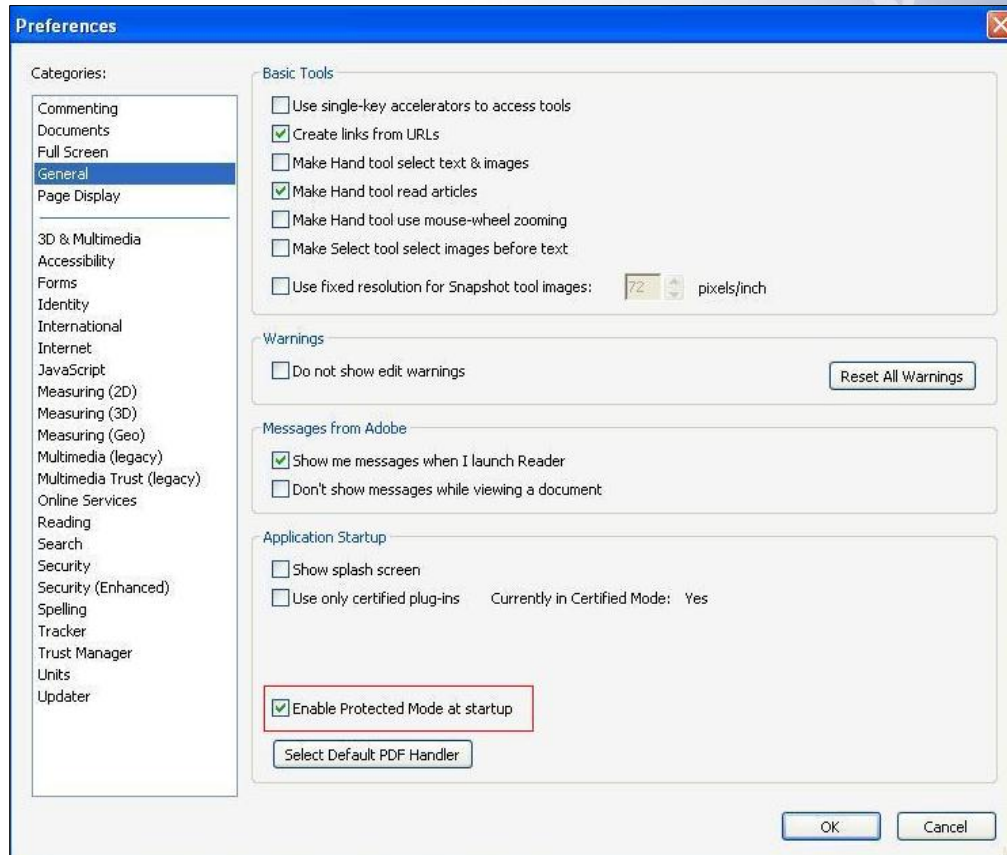 Preferences
Categories:
Commenting
Documents
Full Screen
General
Page Display
3D & Multimedia
Accessibility
Forms
Identity
International
Internet
JavaScript
Measuring (2D)
Measuring (3D)
Measuring (Geo)
Multimedia (legacy)
Multimedia Trust (legacy)
Online Services
Reading
Search
Security
Security (Enhanced)
Spelling
Tracker
Trust Manager
Units
Updater
Basic Tools
Use single-key accelerators to access tools
Create links from URLs
Make Hand tool select text & images
Make Hand tool read articles
Make Hand tool use mouse-wheel zooming
Make Select tool select images before text
Use fixed resolution for Snapshot tool images: 72 pixels/inch
Warnings
Do not show edit warnings Reset All Warnings
Messages from Adobe
Show me messages when I launch Reader
Don't show messages while viewing a document
Application Startup
Show splash screen
Use only certified plug-ins Currently in Certified Mode: Yes
Enable Protected Mode at startup
Select Default PDF Handler
OK Cancel